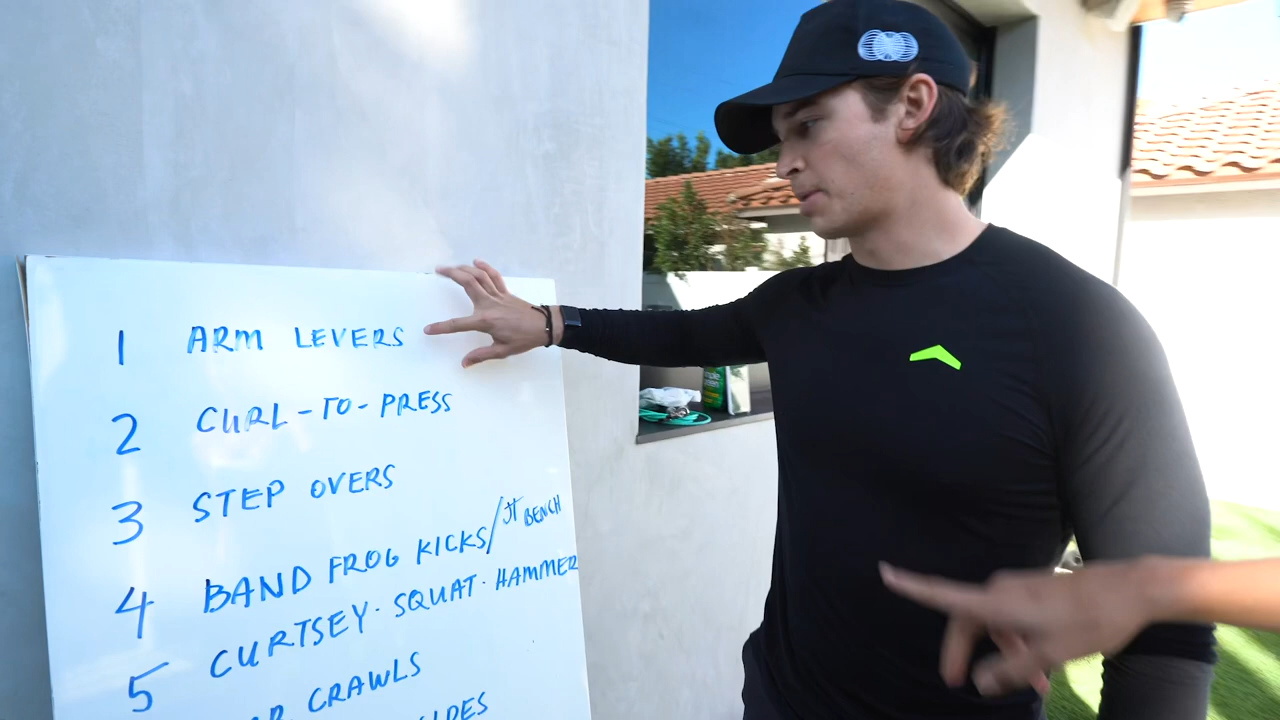 1 ARM LEVERS
2 CURL-TO-PRESS
3 STEP OVERS
4 BAND FROG KICKS/JT BENCH
5 CURTSEY · SQUAT · HAMMER
CRAWLS